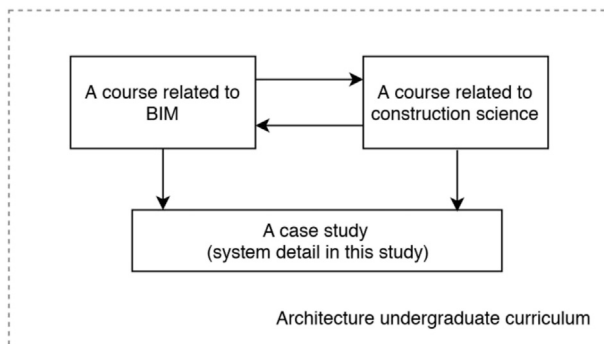 A course related to
BIM
A course related to
construction science
A case study
(system detail in this study)
Architecture undergraduate curriculum